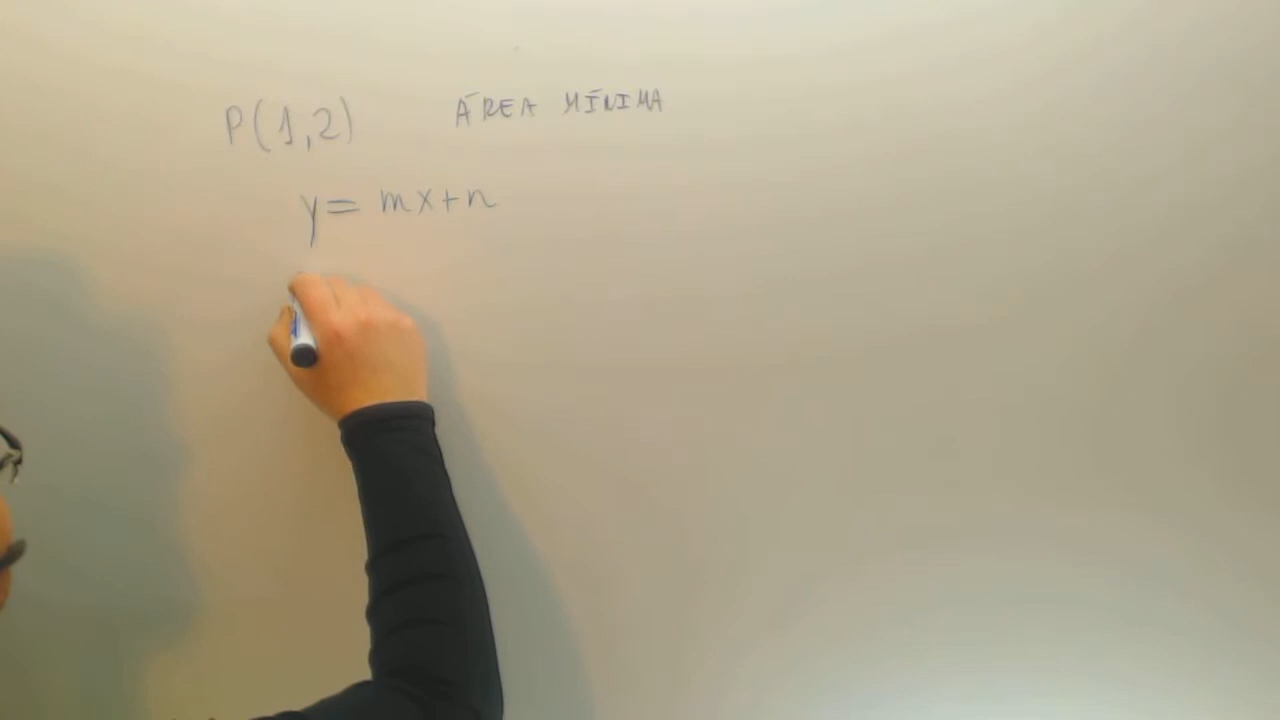 P(1,2) ÁREA MÍNIMA
y = mx+n